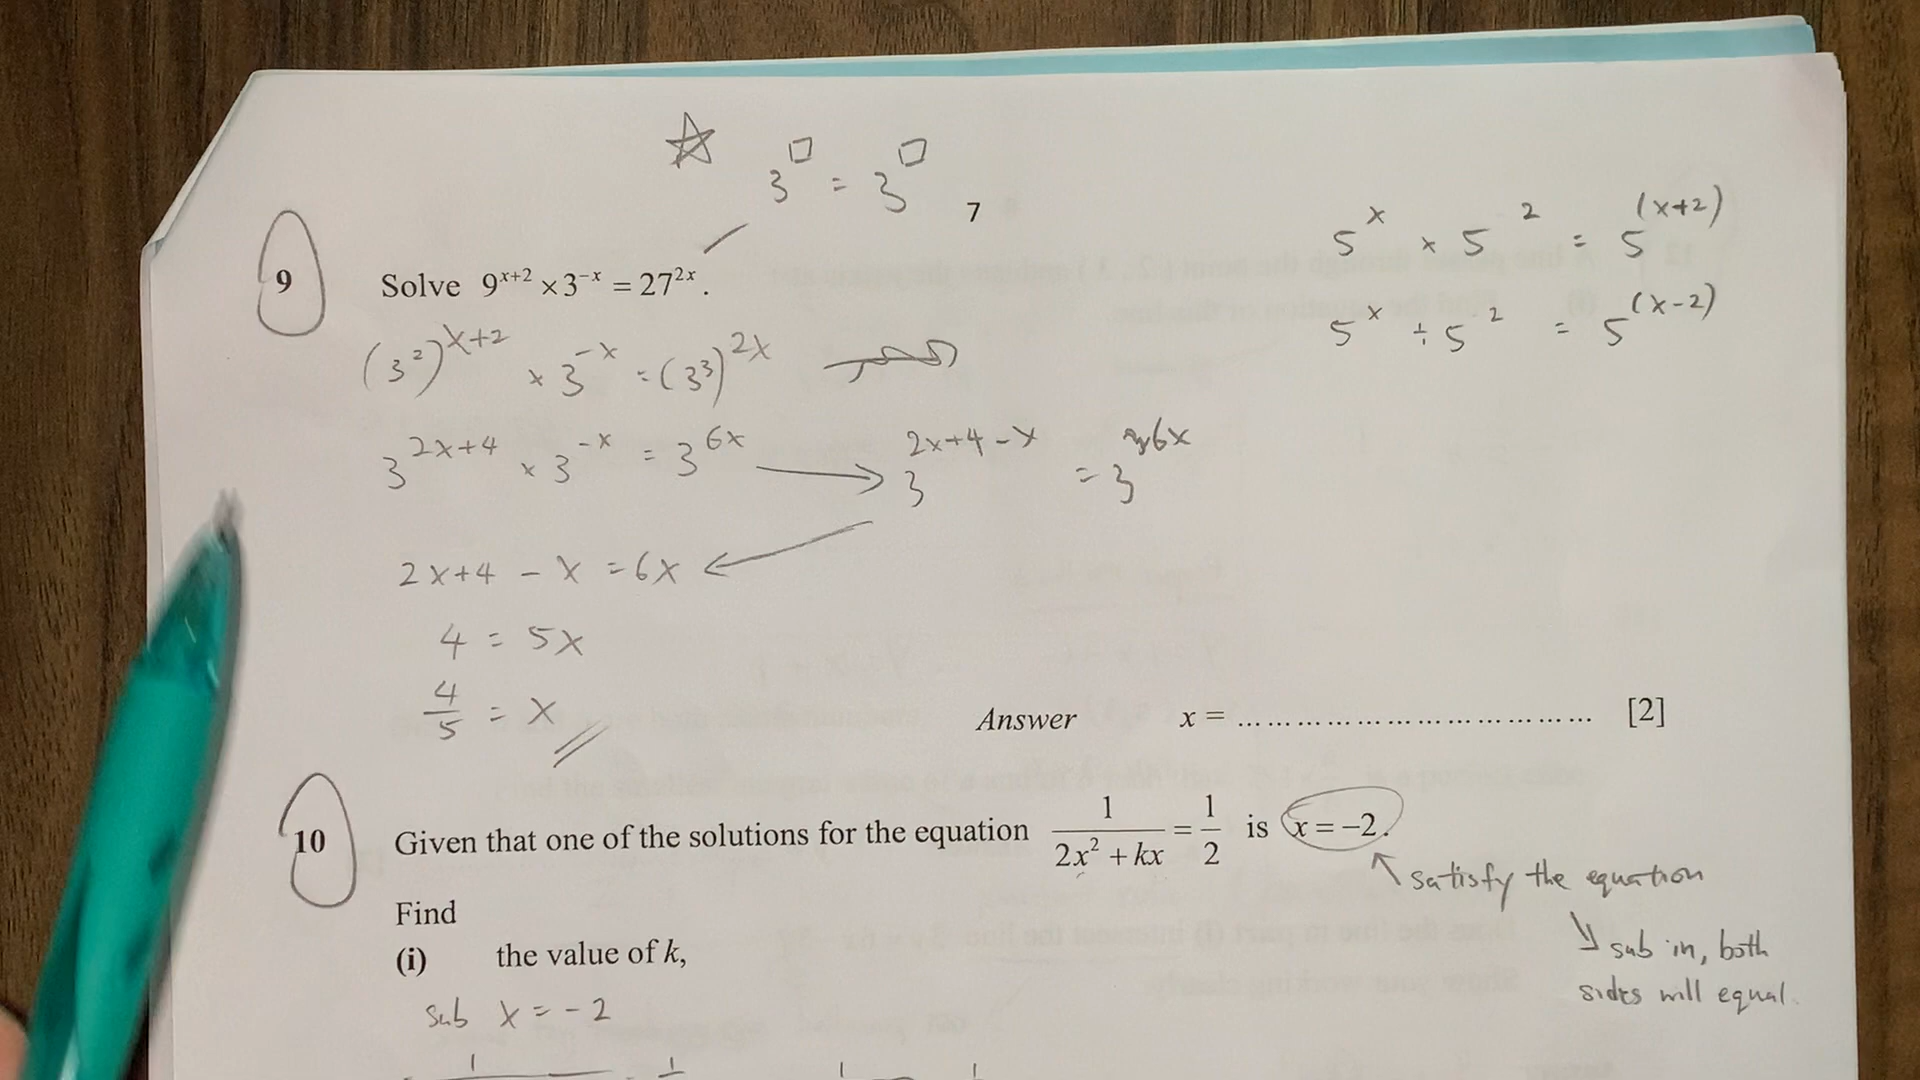 3^□ = 3^□
7
5^x × 5^2 = 5^(x+2)
5^x ÷ 5^2 = 5^(x-2)
9 Solve 9^{x+2} × 3^{-x} = 27^{2x}.
(3^2)^{x+2} × 3^{-x} = (3^3)^{2x}
3^{2x+4} × 3^{-x} = 3^{6x} → 3^{2x+4-x} = 3^{6x}
2x+4 - x = 6x ←
4 = 5x
4/5 = x
Answer x = .................................... [2]
10 Given that one of the solutions for the equation 1/(2x^2 + kx) = 1/2 is x = -2.
satisfy the equation
Find
sub in, both
(i) the value of k,
sides will equal.
sub x = -2